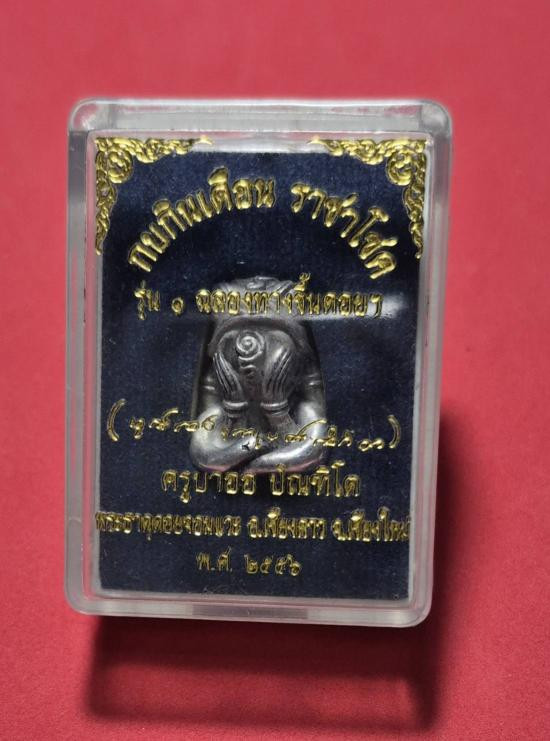 กบกินเดือน ราชาโชค
รุ่น ๑ ฉลองทางขึ้นดอยฯ
ครูบาออ ปัณฑิโต
พระธาตุดอยจอมแวะ อ.เชียงดาว จ.เชียงใหม่
พ.ศ. ๒๕๕๖